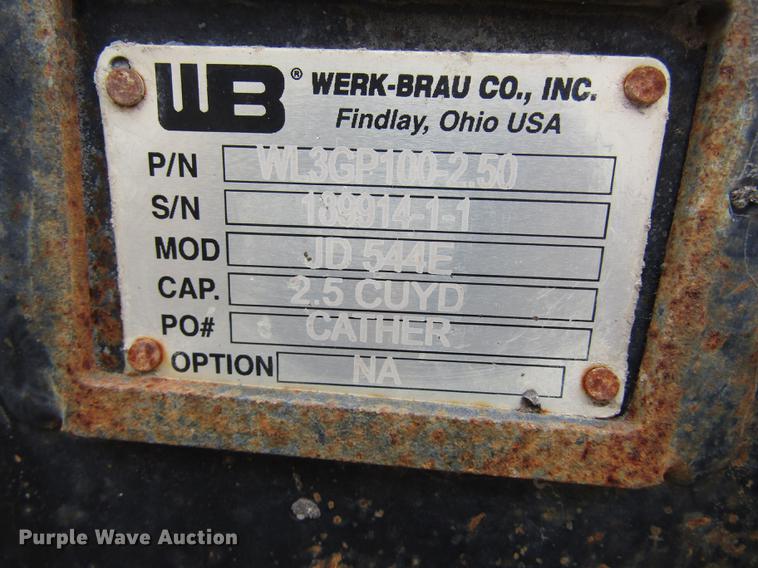 WB® WERK-BRAU CO., INC.
Findlay, Ohio USA
P/N WL3GP100-2.50
S/N 139914-1-1
MOD JD 544E
CAP. 2.5 CUYD
PO# CATHER
OPTION NA
Purple Wave Auction